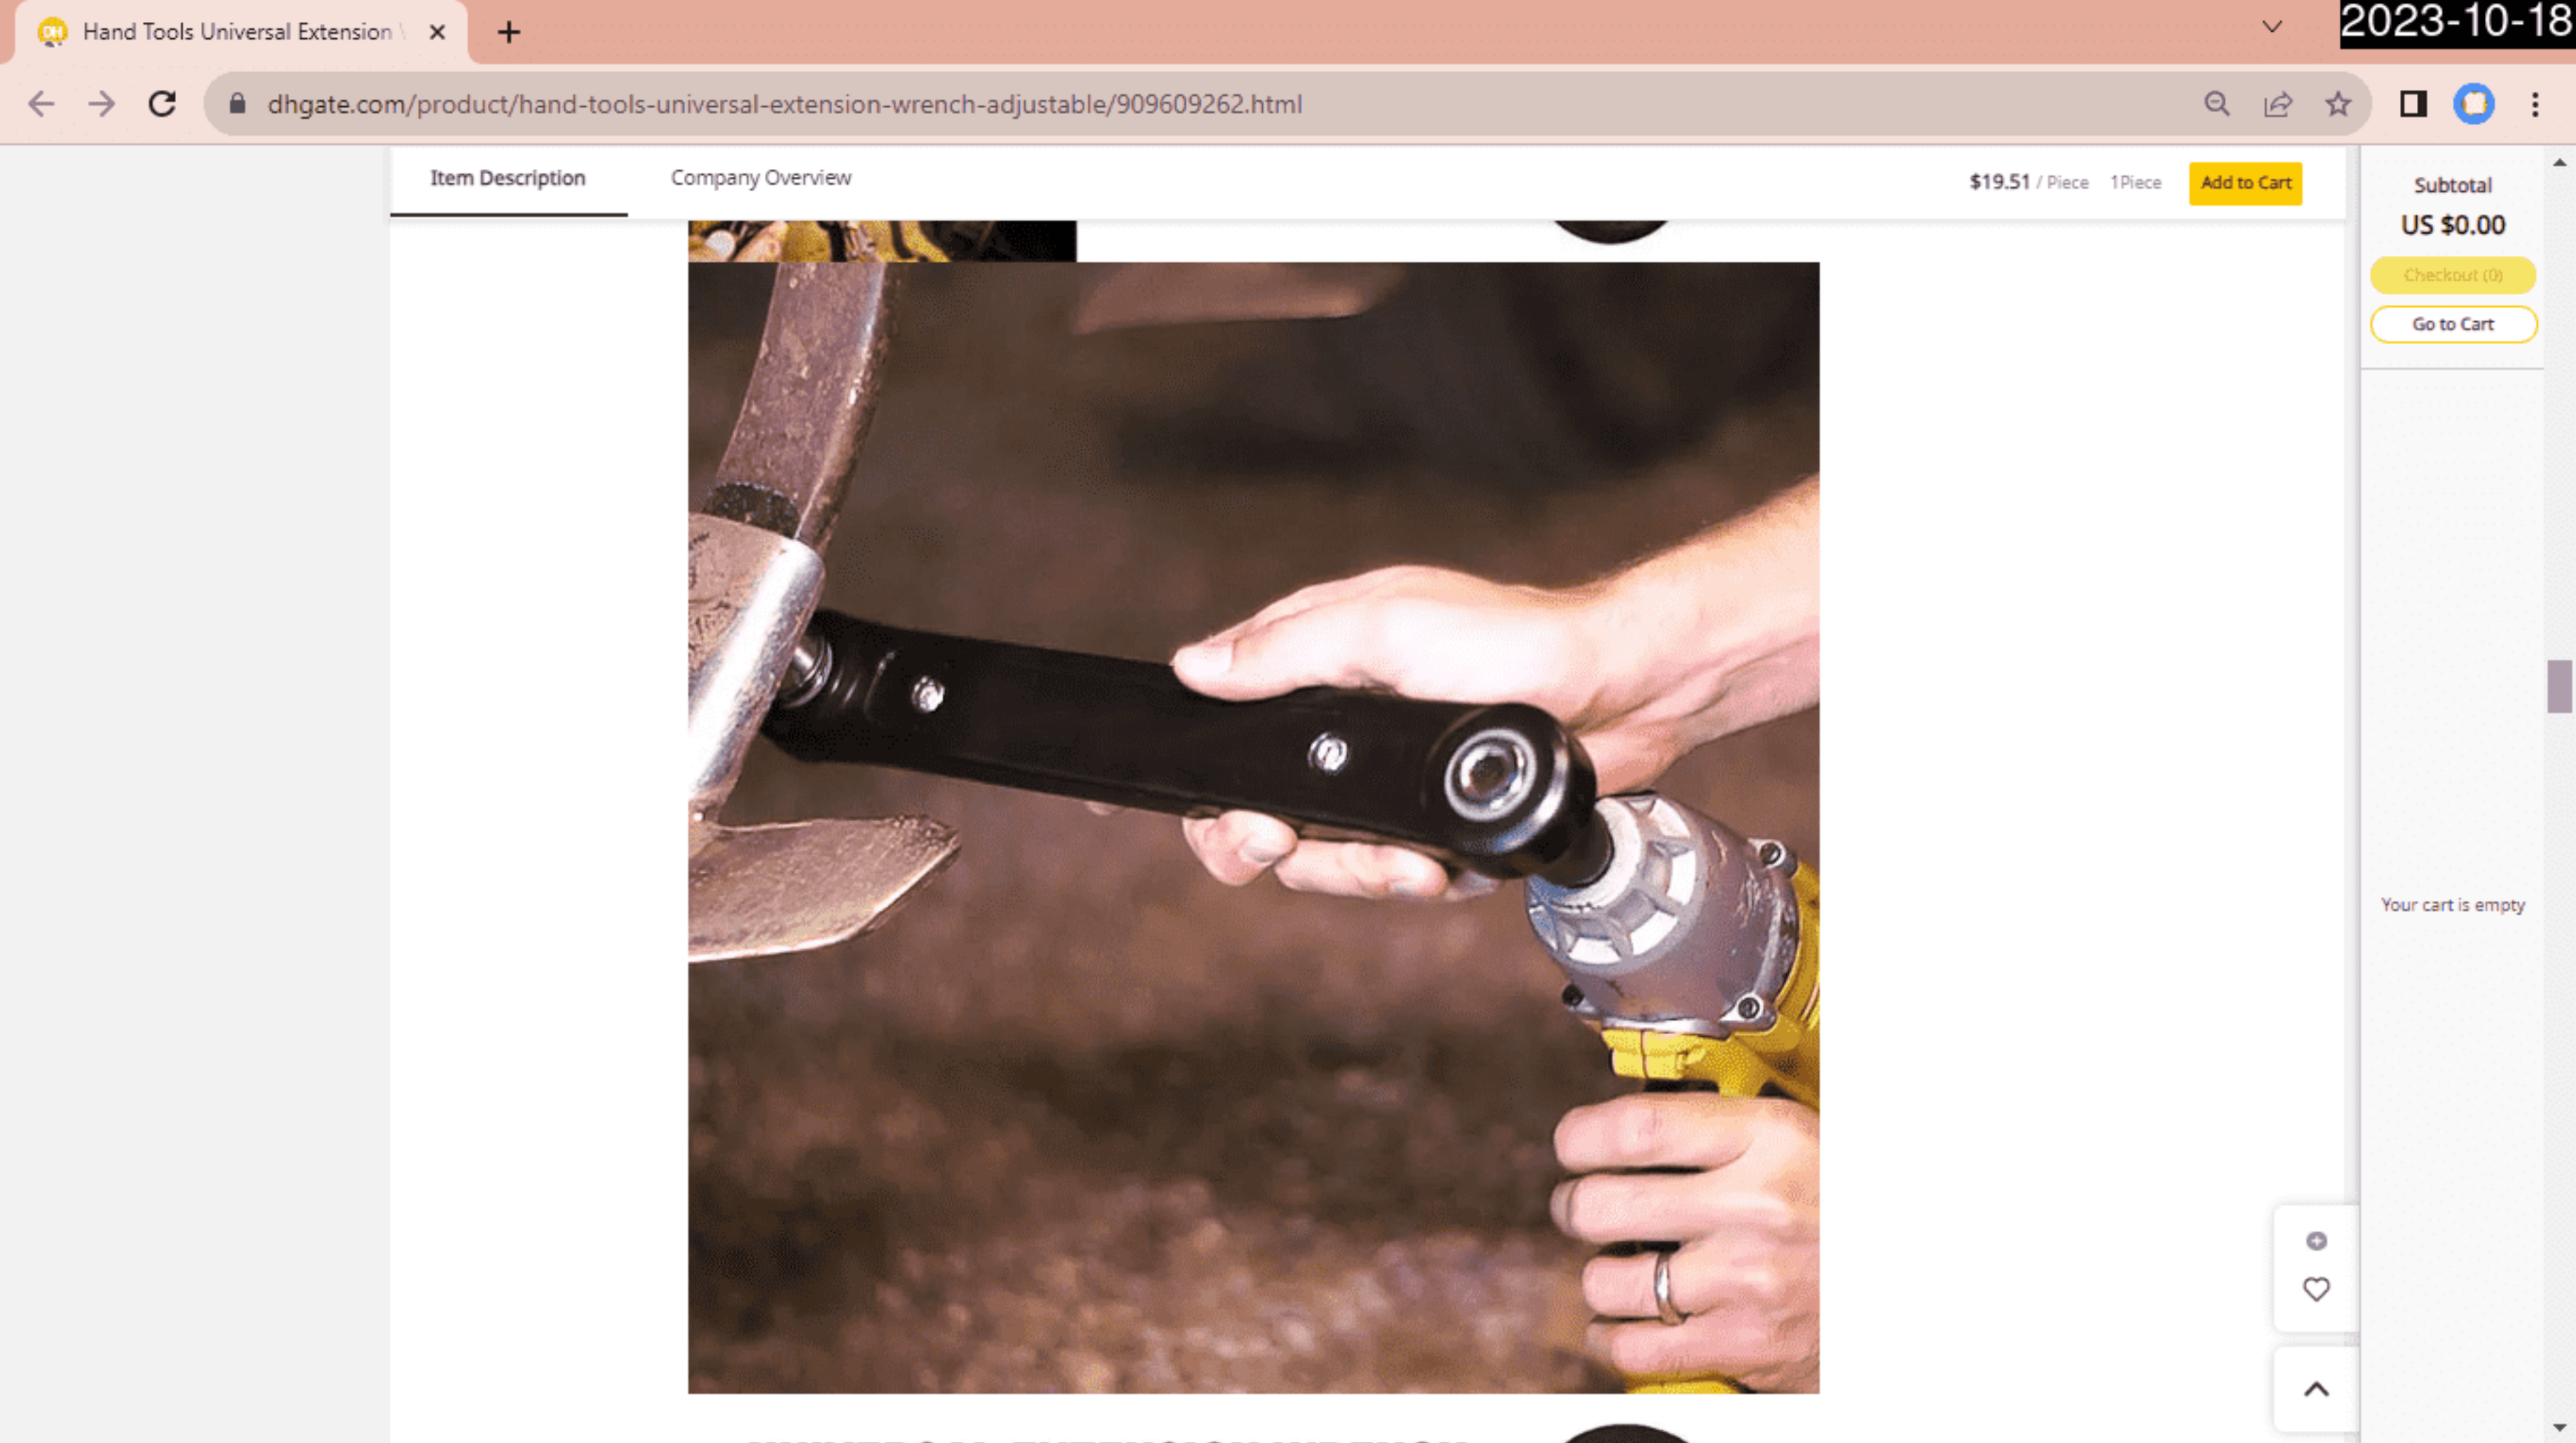 Hand Tools Universal Extension
2023-10-18
dhgate.com/product/hand-tools-universal-extension-wrench-adjustable/909609262.html
Item Description
Company Overview
$19.51 / Piece 1Piece
Add to Cart
Subtotal
US $0.00
Checkout (0)
Go to Cart
Your cart is empty